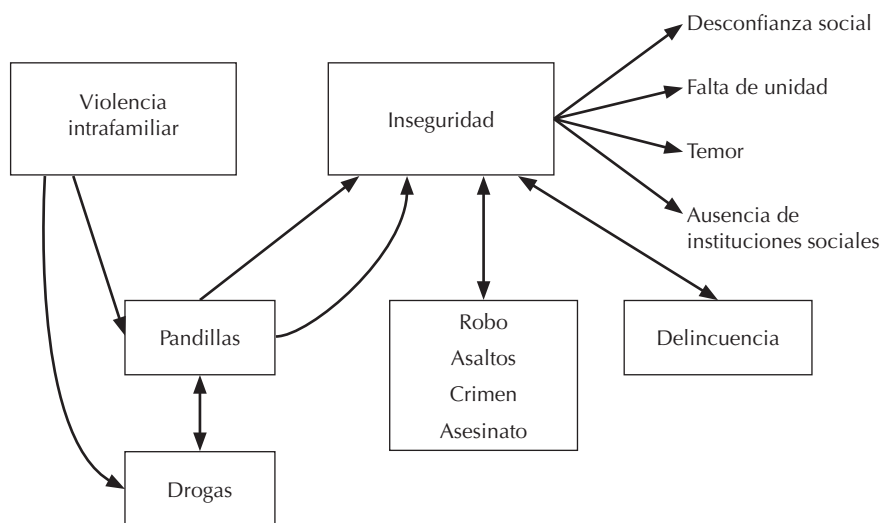 Desconfianza social
Violencia
intrafamiliar
Inseguridad
Falta de unidad
Temor
Ausencia de
instituciones sociales
Pandillas
Robo
Asaltos
Crimen
Asesinato
Delincuencia
Drogas